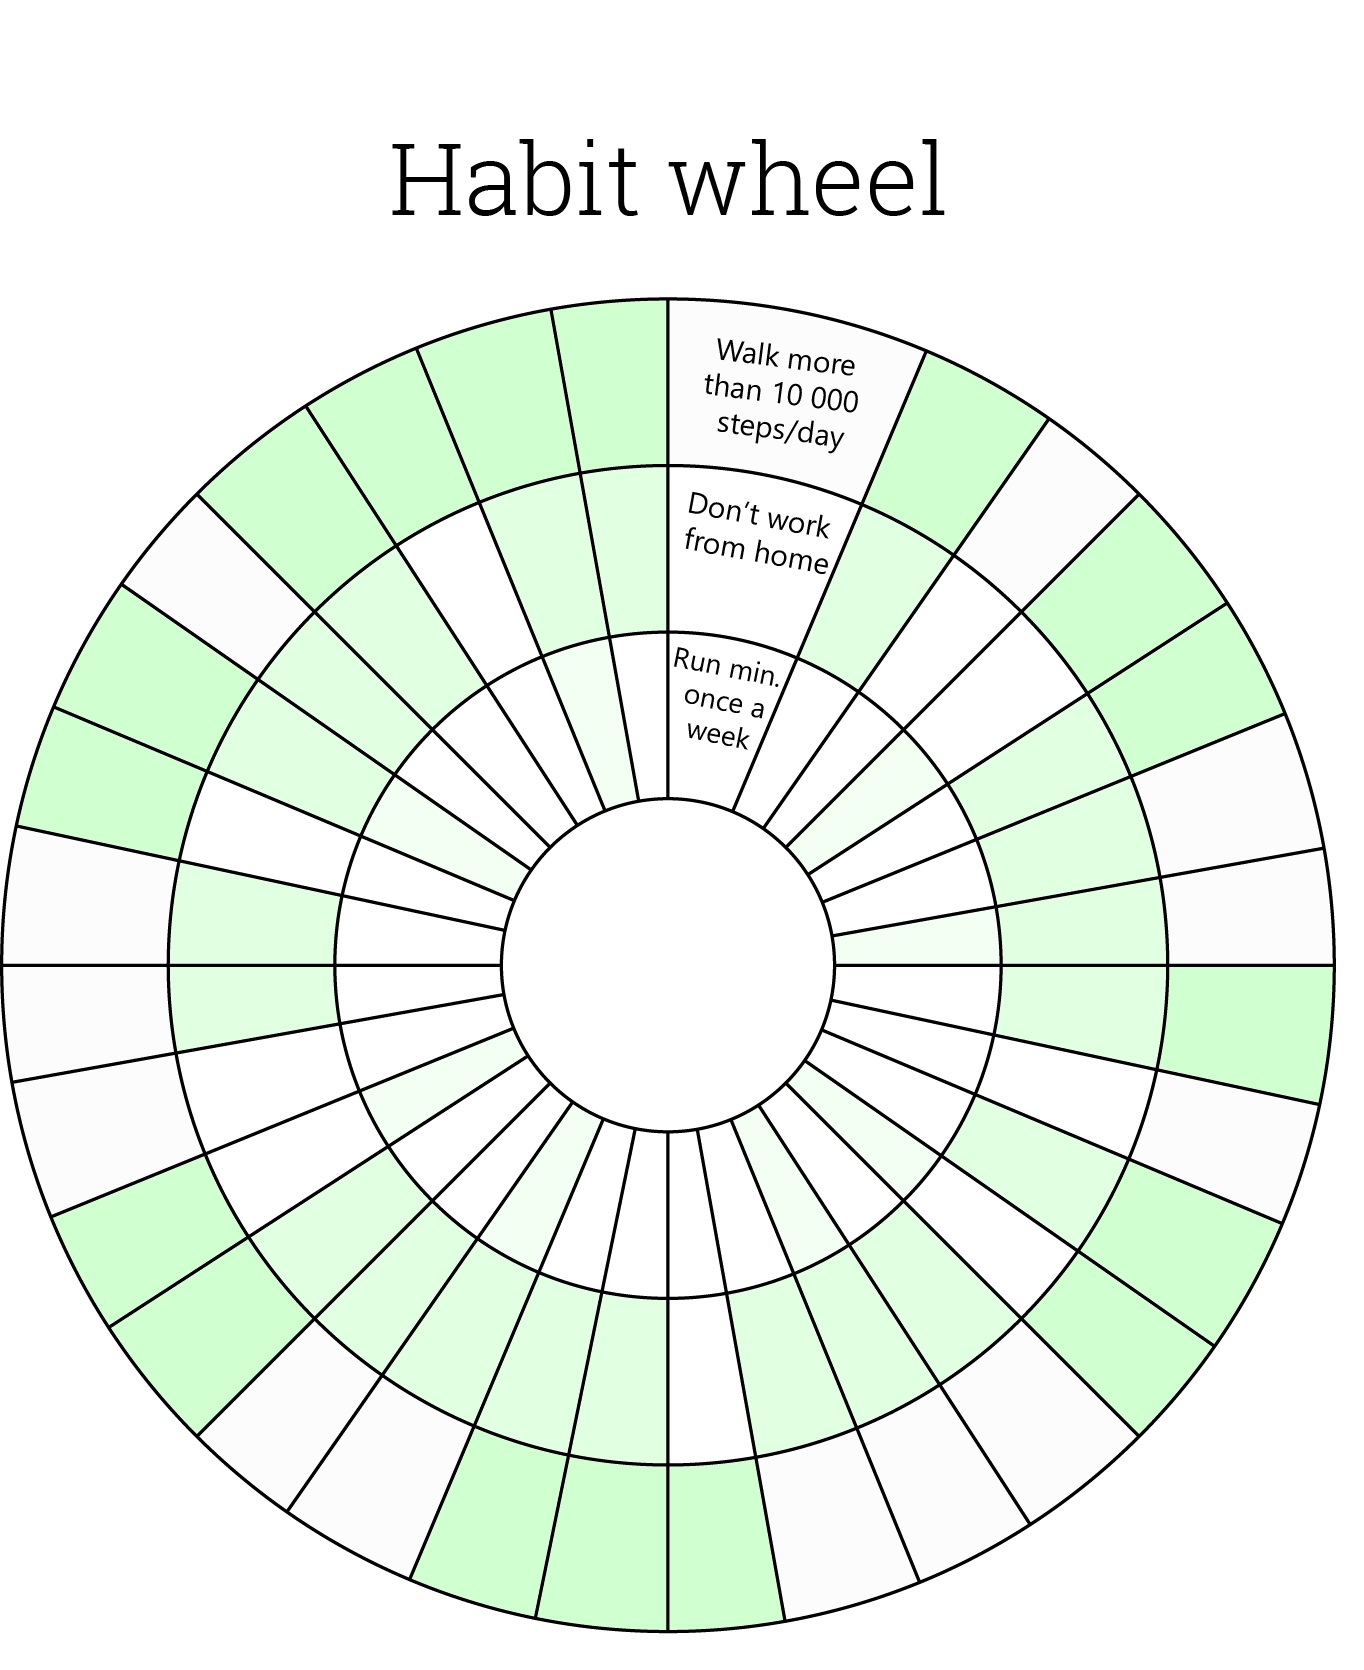 Habit wheel
Walk more
than 10 000
steps/day
Don’t work
from home
Run min.
once a
week